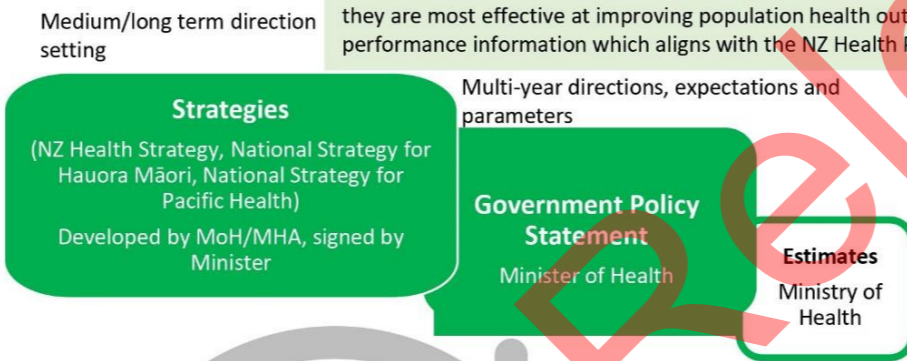 Medium/long term direction
setting
they are most effective at improving population health
performance information which aligns with the NZ Health
Strategies
(NZ Health Strategy, National Strategy for
Hauora Māori, National Strategy for
Pacific Health)
Developed by MoH/MHA, signed by
Minister
Multi-year directions, expectations and
parameters
Government Policy
Statement
Minister of Health
Estimates
Ministry of
Health